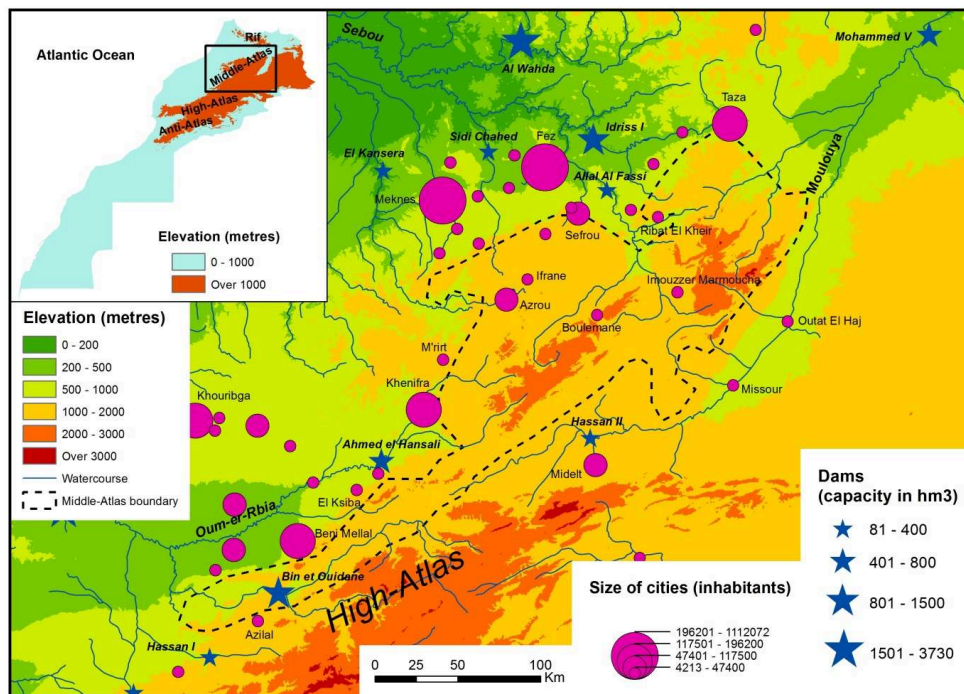 Atlantic Ocean
Rif
Middle-Atlas
High-Atlas
Anti-Atlas
Elevation (metres)
0 - 1000
Over 1000
Sebou
Al Wahda
Mohammed V
Taza
Idriss I
Sidi Chahed
Fez
El Kansera
Allal Al Fassi
Moulouya
Meknes
Sefrou
Ribat El Kheir
Ifrane
Imouzzer Marmoucha
Azrou
Boulemane
Outat El Haj
M'rirt
Khenifra
Missour
Khouribga
Hassan II
Ahmed el Hansali
Midelt
El Ksiba
Oum-er-Rbia
Beni Mellal
Bin et Ouidane
High-Atlas
Azilal
Hassan I
Elevation (metres)
0 - 200
200 - 500
500 - 1000
1000 - 2000
2000 - 3000
Over 3000
Watercourse
Middle-Atlas boundary
0 25 50 100
Km
Size of cities (inhabitants)
196201 - 1112072
117501 - 196200
47401 - 117500
4213 - 47400
Dams
(capacity in hm3)
81 - 400
401 - 800
801 - 1500
1501 - 3730